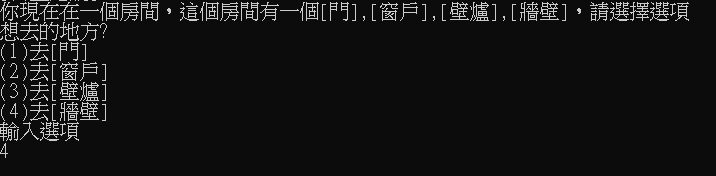 你現在在一個房間，這個房間有一個[門],[窗戶],[壁爐],[牆壁]，請選擇選項
想去的地方?
(1)去[門]
(2)去[窗戶]
(3)去[壁爐]
(4)去[牆壁]
輸入選項
4